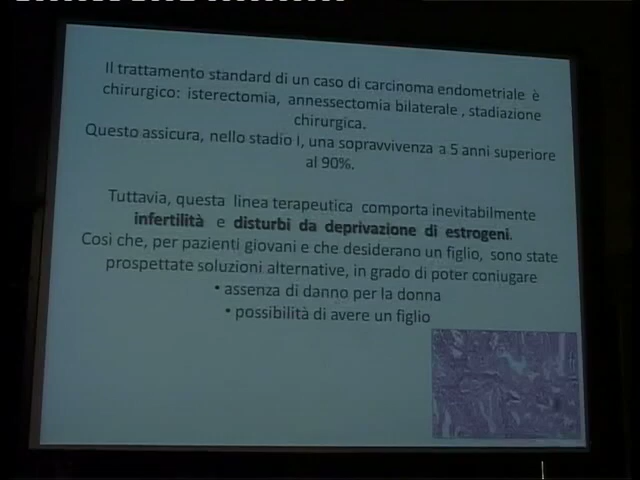 Il trattamento standard di un caso di carcinoma endometriale è
chirurgico: isterectomia, annessectomia bilaterale , stadiazione
chirurgica.
Questo assicura, nello stadio I, una sopravvivenza a 5 anni superiore
al 90%.
Tuttavia, questa linea terapeutica comporta inevitabilmente
infertilità e disturbi da deprivazione di estrogeni.
Cosi che, per pazienti giovani e che desiderano un figlio, sono state
prospettate soluzioni alternative, in grado di poter coniugare
• assenza di danno per la donna
• possibilità di avere un figlio